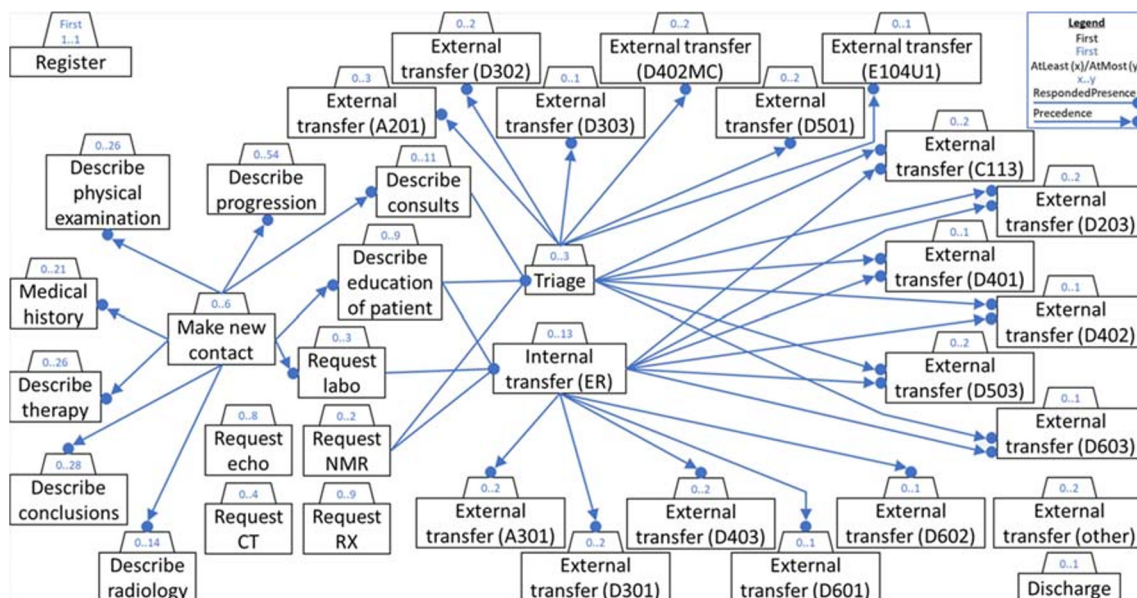 First
1..1
Register
0..2
External
transfer (D302)
0..2
External transfer
(D402MC)
0..1
External transfer
(E104U1)
Legend
First
First
AtLeast (x)/AtMost (y
x..y
RespondedPresence
Precedence
0..3
External
transfer (A201)
0..1
External
transfer (D303)
0..2
External
transfer (D501)
0..2
External
transfer (C113)
0..26
Describe
physical
examination
0..54
Describe
progression
0..11
Describe
consults
0..2
External
transfer (D203)
0..9
Describe
education
of patient
0..3
Triage
0..1
External
transfer (D401)
0..21
Medical
history
0..6
Make new
contact
0..1
External
transfer (D402)
0..3
Request
labo
0..13
Internal
transfer (ER)
0..2
External
transfer (D503)
0..26
Describe
therapy
0..8
Request
echo
0..2
Request
NMR
0..1
External
transfer (D603)
0..28
Describe
conclusions
0..4
Request
CT
0..9
Request
RX
0..2
External
transfer (A301)
0..2
External
transfer (D403)
0..1
External
transfer (D602)
0..2
External
transfer (other)
0..14
Describe
radiology
0..2
External
transfer (D301)
0..1
External
transfer (D601)
0..1
Discharge